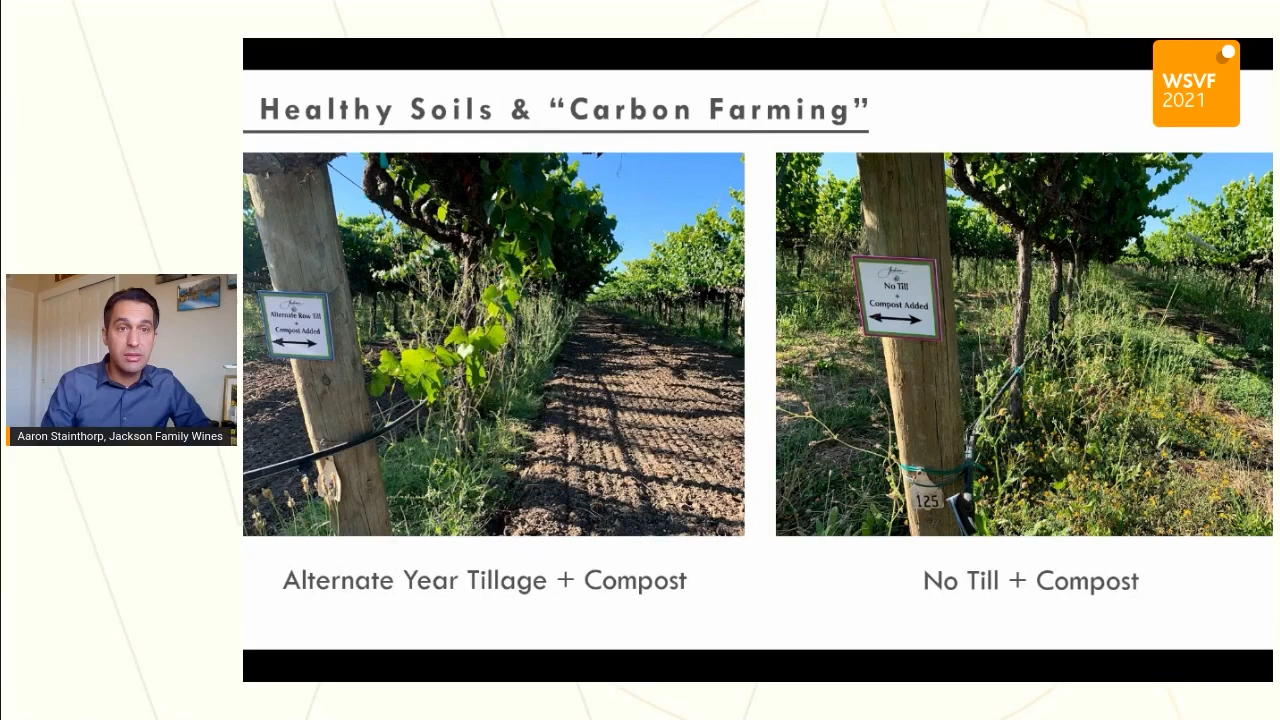 WSVF
2021
Healthy Soils & “Carbon Farming”
Alternate Row Till
+
Compost Added
No Till
+
Compost Added
125
Aaron Stainthorp, Jackson Family Wines
Alternate Year Tillage + Compost
No Till + Compost